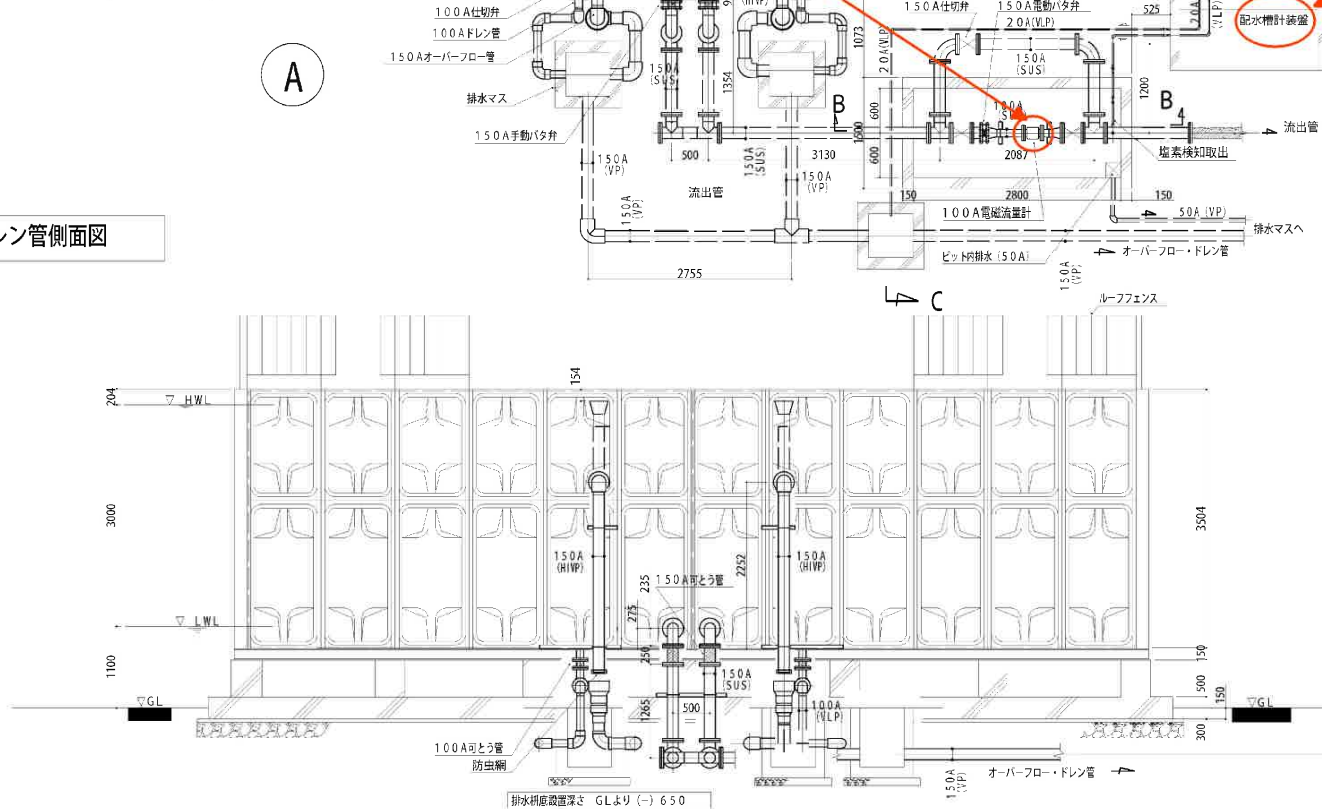 100A仕切弁
100Aドレン管
150Aオーバーフロー管
A
排水マス
150A手動バタ弁
150A
(VP)
150A
(VP)
2755
150A
(SUS)
1354
500
150A
(SUS)
3130
流出管
(HIVP)
150A
(VP)
150A仕切弁
150A電動バタ弁
20A(VLP)
20A(VLP)
1073
150A
(SUS)
525
20A
(VLP)
配水槽計装盤
1200
B
B
600
1500
600
100A
2087
流出管
塩素検知取出
150
2800
150
100A電磁流量計
50A (VP)
排水マスへ
ピット内排水 (50A)
オーバーフロー・ドレン管
150A
(VP)
C
レン管側面図
ルーフフェンス
204
HWL
154
3000
3504
150A
(HIVP)
235
150A可とう管
2252
150A
(HIVP)
275
LWL
250
1100
150A
(SUS)
150
500
150
GL
1265
500
100A
(VLP)
GL
300
100A可とう管
防虫網
オーバーフロー・ドレン管
150A
(VP)
排水桝底設置深さ GLより (-) 650